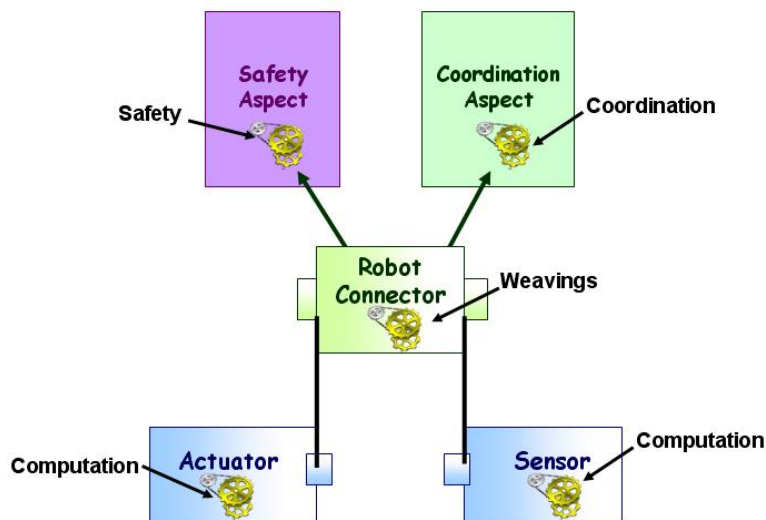 Safety
Aspect
Coordination
Aspect
Safety
Coordination
Robot
Connector
Weavings
Actuator
Sensor
Computation
Computation